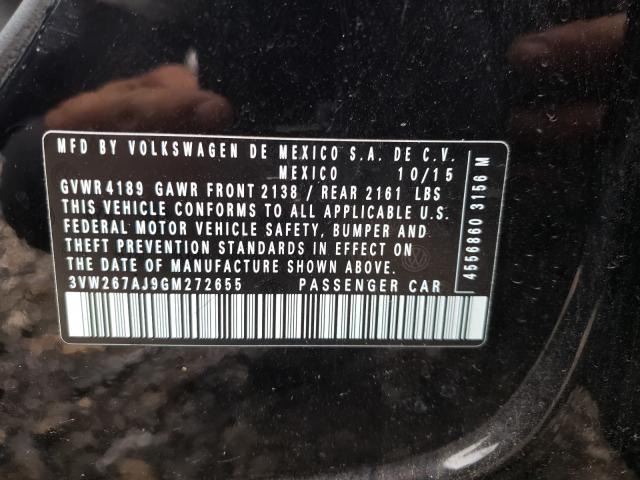 MFD BY VOLKSWAGEN DE MEXICO S.A. DE C.V.
MEXICO 10/15
GVWR 4189 GAWR FRONT 2138 / REAR 2161 LBS
THIS VEHICLE CONFORMS TO ALL APPLICABLE U.S.
FEDERAL MOTOR VEHICLE SAFETY, BUMPER AND
THEFT PREVENTION STANDARDS IN EFFECT ON
THE DATE OF MANUFACTURE SHOWN ABOVE.
3VW267AJ9GM272655 PASSENGER CAR
4556860 3156 M